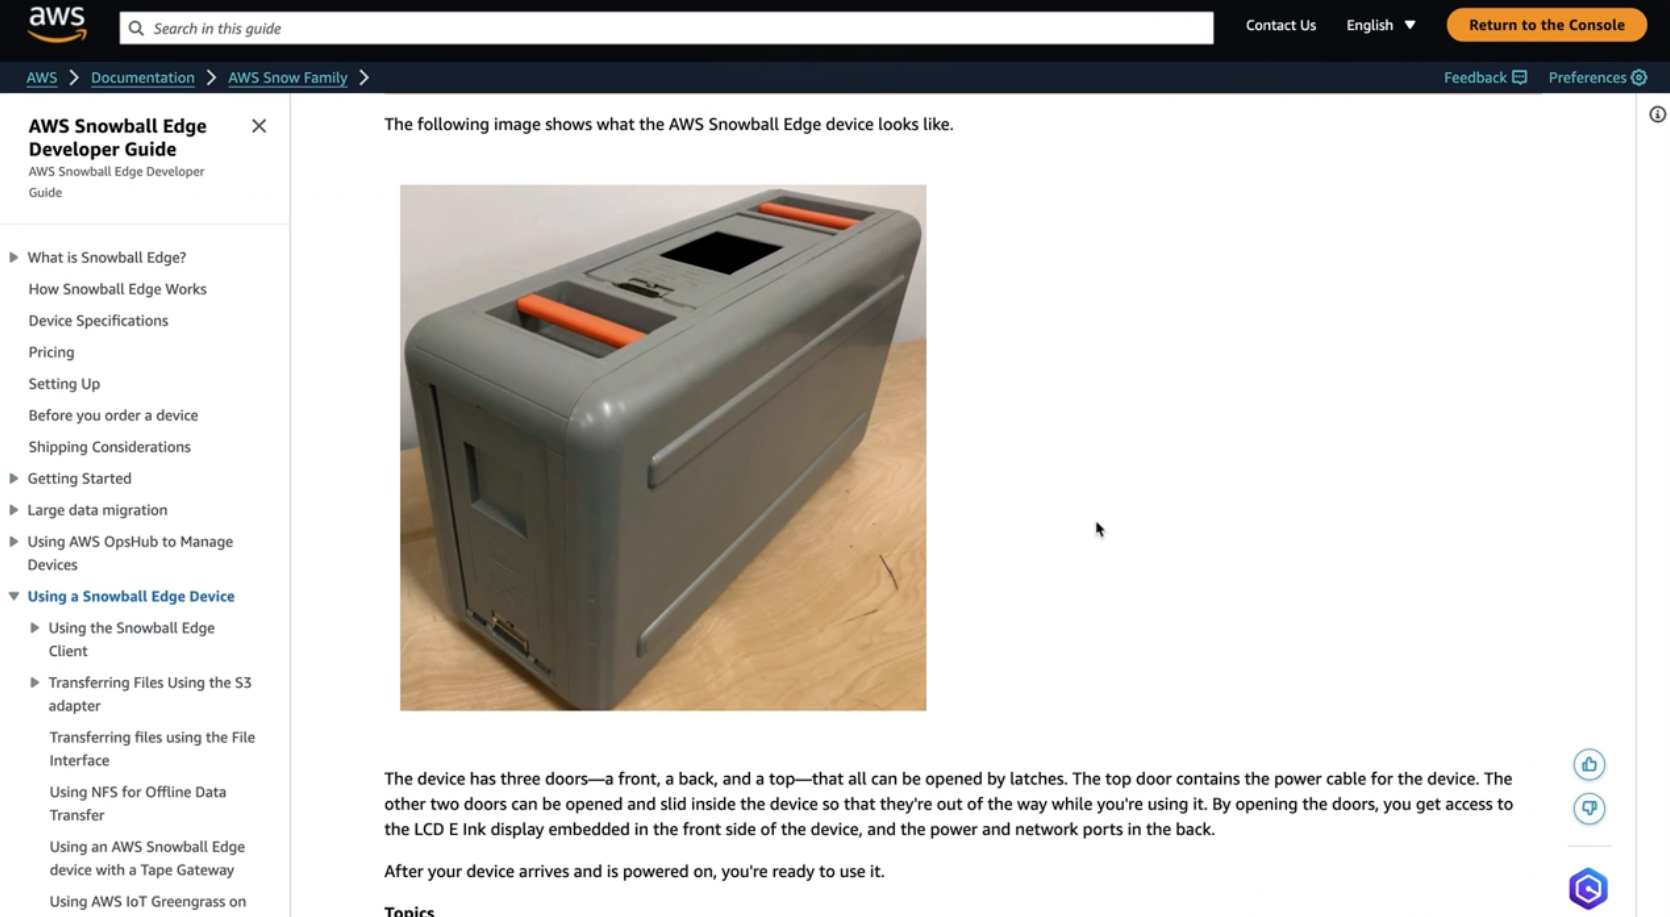 aws
Search in this guide
Contact Us
English
Return to the Console
AWS
Documentation
AWS Snow Family
Feedback
Preferences
AWS Snowball Edge
Developer Guide
AWS Snowball Edge Developer
Guide
What is Snowball Edge?
How Snowball Edge Works
Device Specifications
Pricing
Setting Up
Before you order a device
Shipping Considerations
Getting Started
Large data migration
Using AWS OpsHub to Manage
Devices
Using a Snowball Edge Device
Using the Snowball Edge
Client
Transferring Files Using the S3
adapter
Transferring files using the File
Interface
Using NFS for Offline Data
Transfer
Using an AWS Snowball Edge
device with a Tape Gateway
Using AWS IoT Greengrass on
The following image shows what the AWS Snowball Edge device looks like.
The device has three doors—a front, a back, and a top—that all can be opened by latches. The top door contains the power cable for the device. The
other two doors can be opened and slid inside the device so that they're out of the way while you're using it. By opening the doors, you get access to
the LCD E Ink display embedded in the front side of the device, and the power and network ports in the back.
After your device arrives and is powered on, you're ready to use it.
Topics